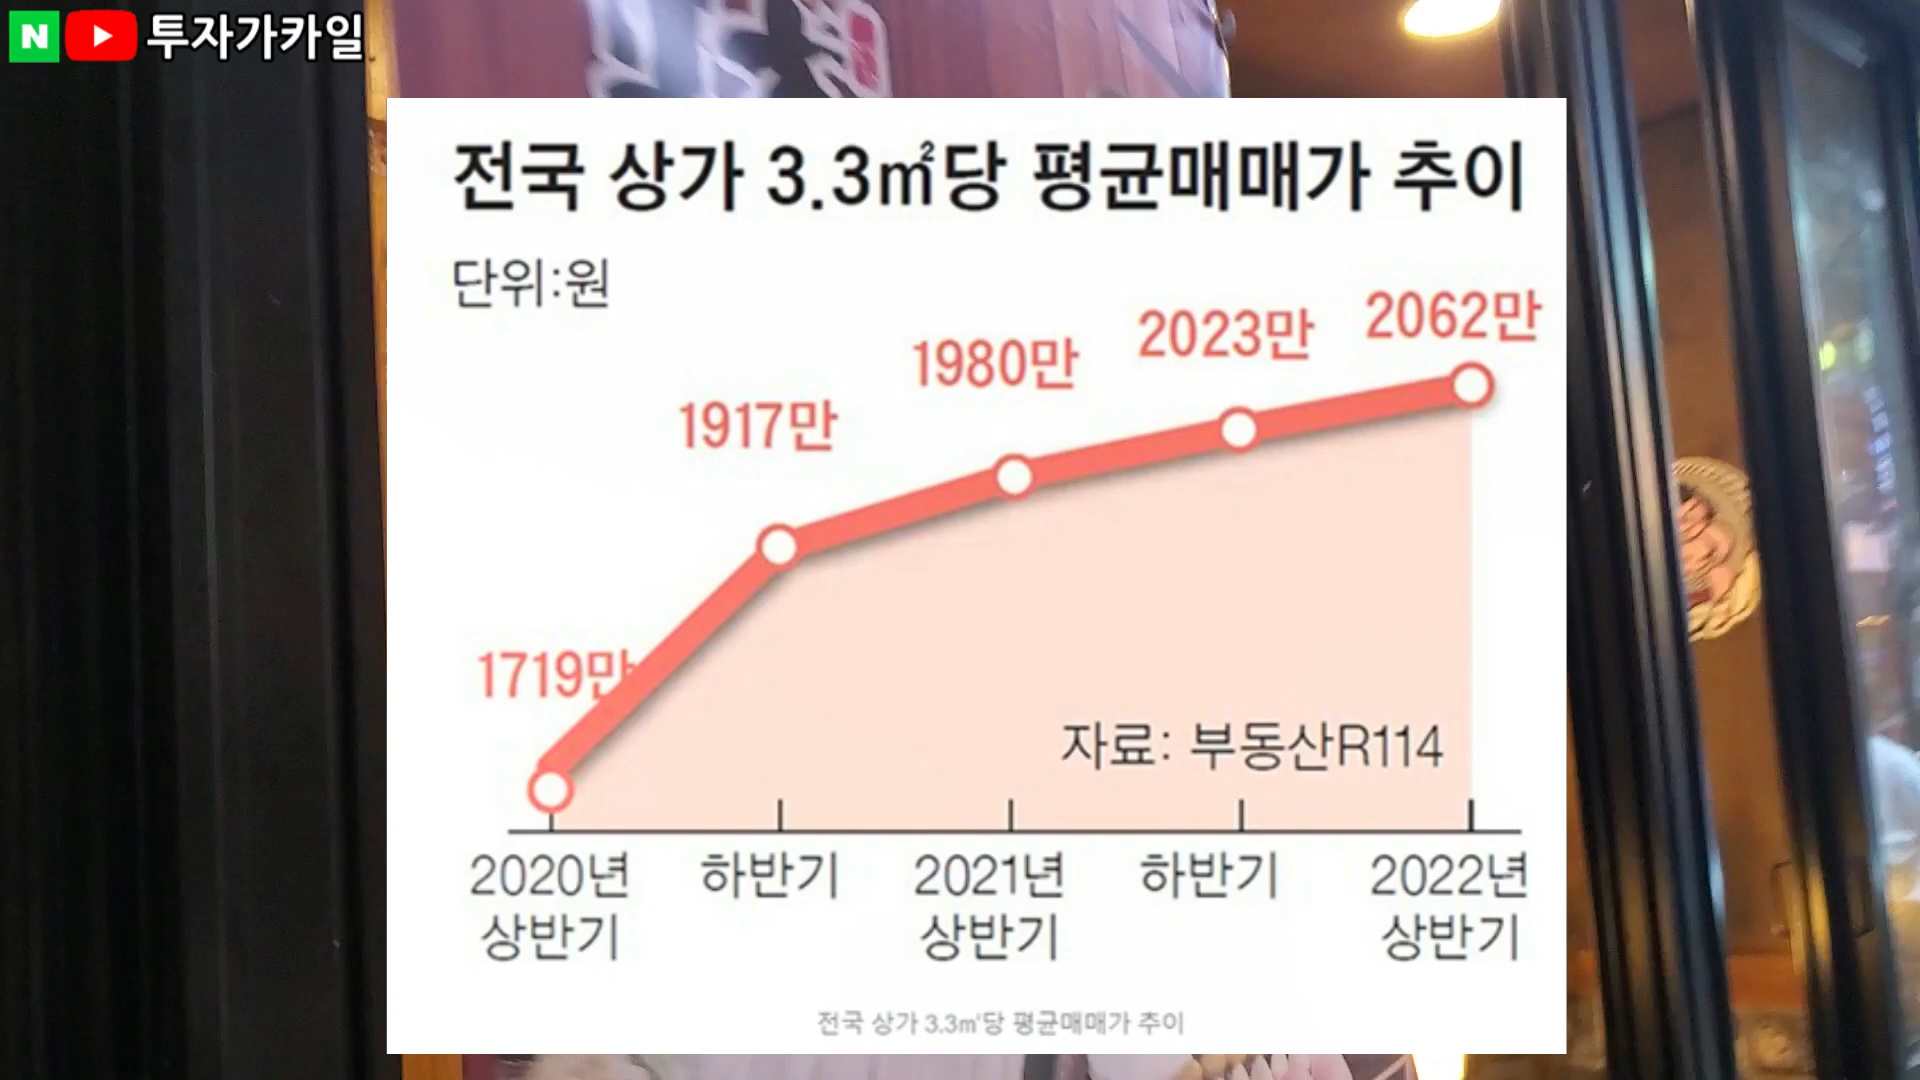 N 투자가카일
전국 상가 3.3㎡당 평균매매가 추이
단위:원
1719만
1917만
1980만
2023만
2062만
자료: 부동산R114
2020년 상반기
하반기
2021년 상반기
하반기
2022년 상반기
전국 상가 3.3㎡당 평균매매가 추이